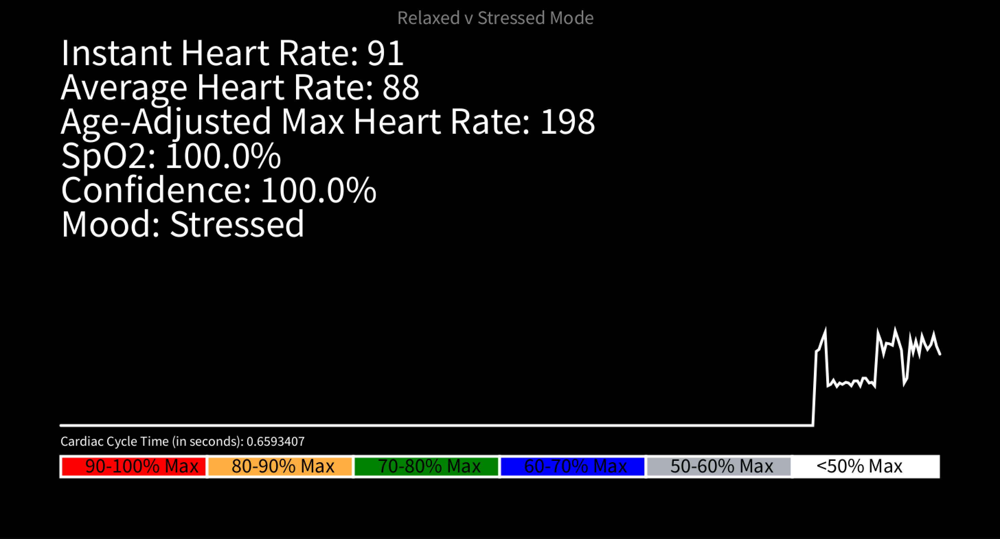 Relaxed v Stressed Mode
Instant Heart Rate: 91
Average Heart Rate: 88
Age-Adjusted Max Heart Rate: 198
SpO2: 100.0%
Confidence: 100.0%
Mood: Stressed
Cardiac Cycle Time (in seconds): 0.6593407
90-100% Max 80-90% Max 70-80% Max 60-70% Max 50-60% Max <50% Max